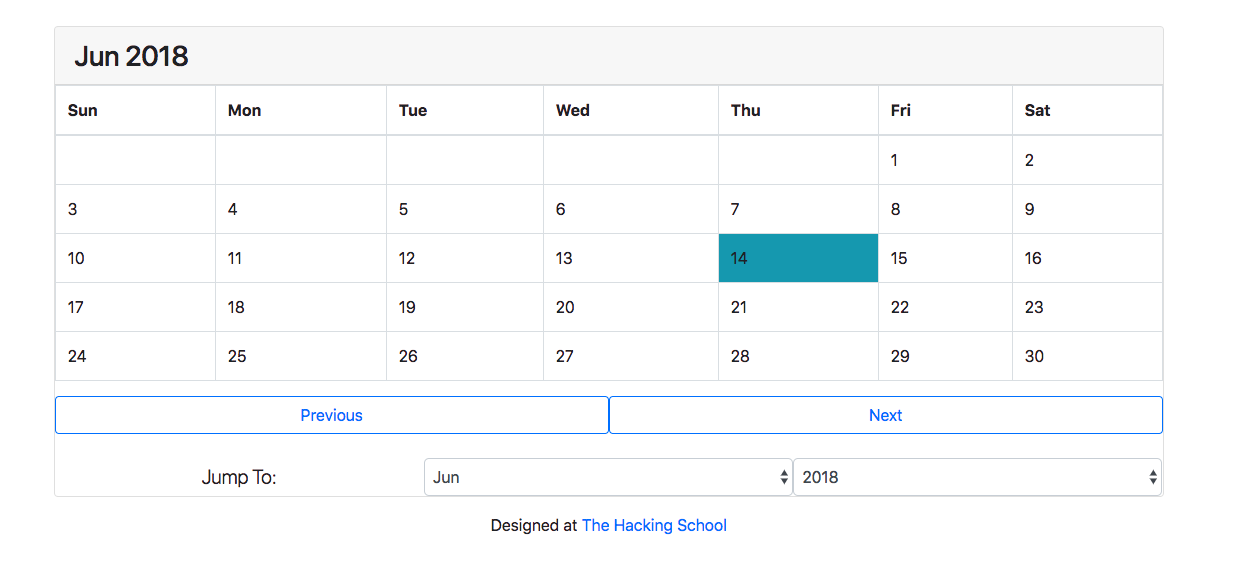 Jun 2018
Sun Mon Tue Wed Thu Fri Sat
1 2
3 4 5 6 7 8 9
10 11 12 13 14 15 16
17 18 19 20 21 22 23
24 25 26 27 28 29 30
Previous Next
Jump To: Jun 2018
Designed at The Hacking School